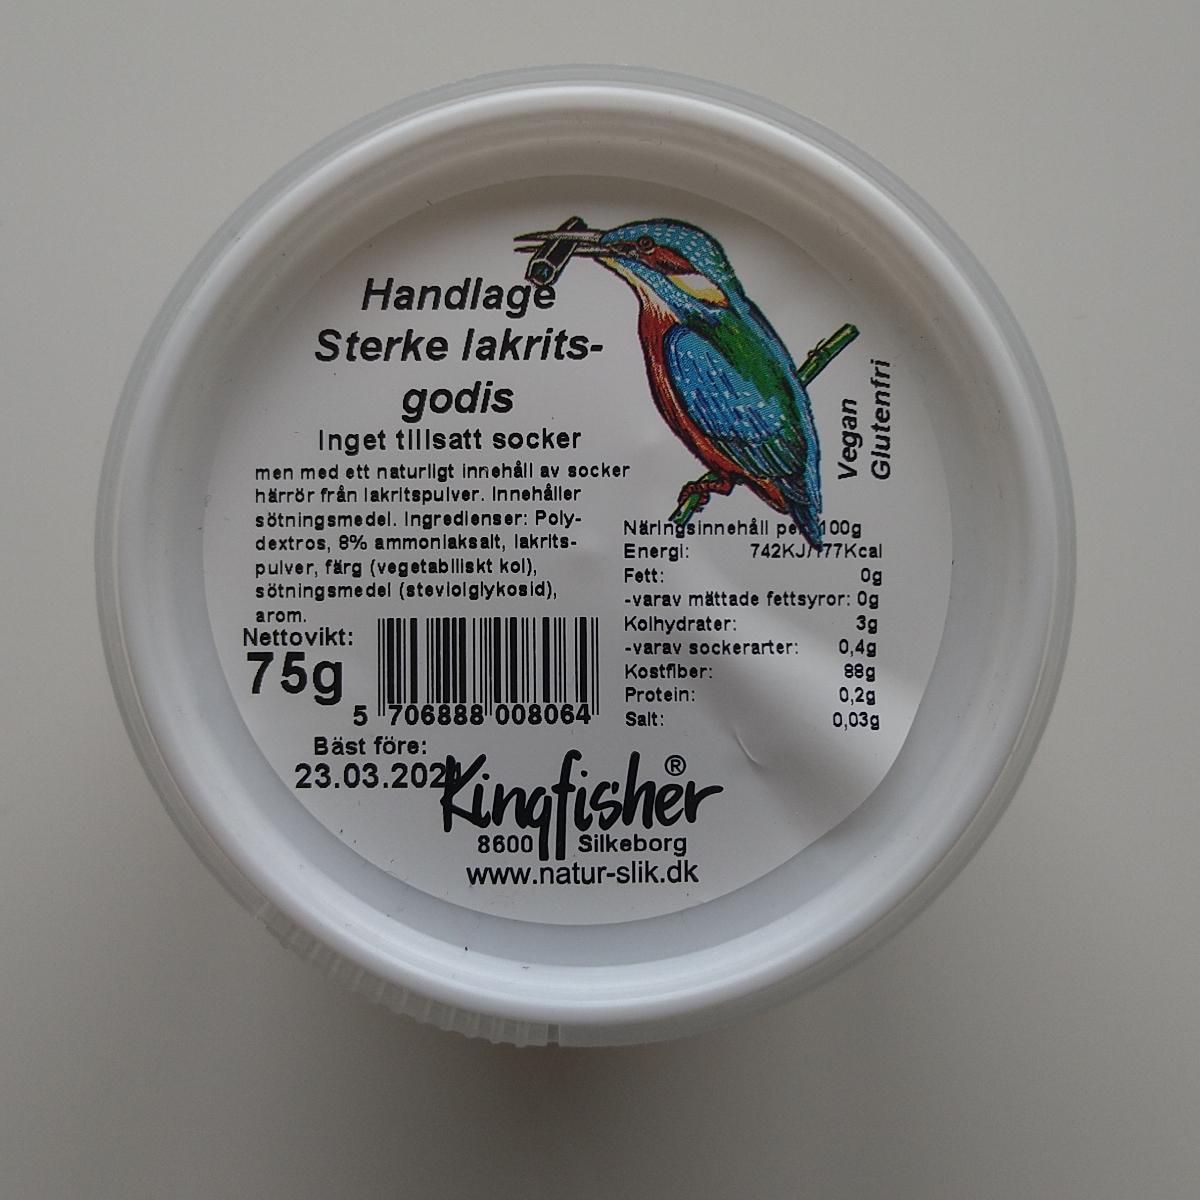 Handlage
Sterke lakrits-
godis
Inget tillsatt socker
men med ett naturligt innehåll av socker
härrör från lakritspulver. Innehåller
sötningsmedel. Ingredienser: Poly-
dextros, 8% ammoniaksalt, lakrits-
pulver, färg (vegetabiliskt kol),
sötningsmedel (steviolglykosid),
arom.
Nettovikt:
75g
5 706888 008064
Bäst före:
23.03.202
Vegan
Glutenfri
Näringsinnehåll per 100g
Energi: 742KJ/177Kcal
Fett: 0g
-varav mättade fettsyror: 0g
Kolhydrater: 3g
-varav sockerarter: 0,4g
Kostfiber: 88g
Protein: 0,2g
Salt: 0,03g
Kingfisher®
8600 Silkeborg
www.natur-slik.dk